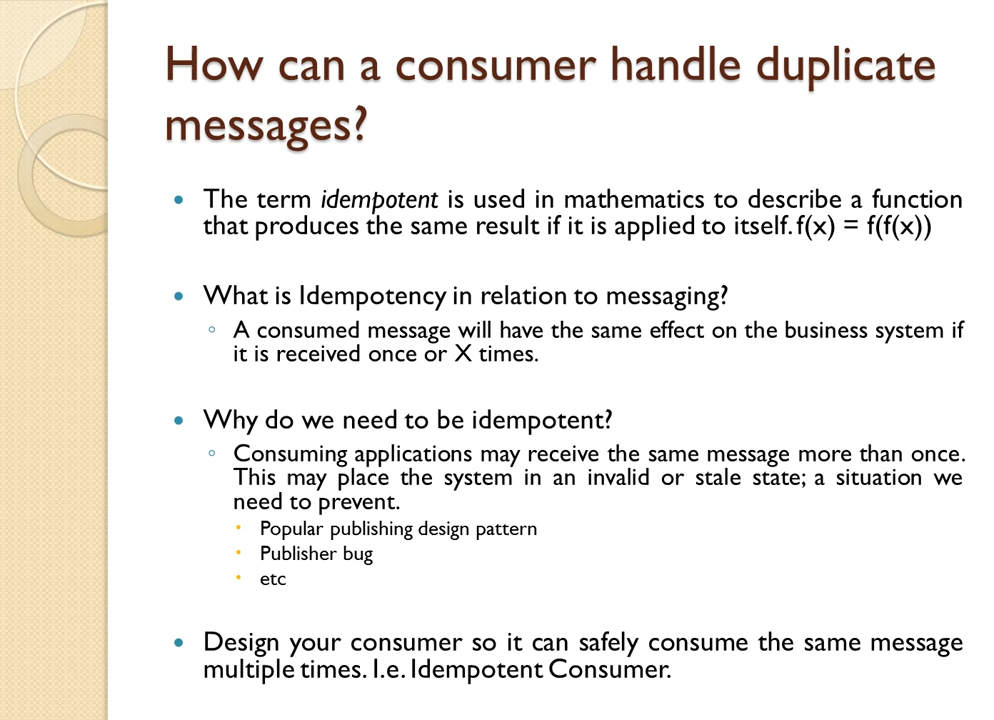 How can a consumer handle duplicate
messages?
• The term idempotent is used in mathematics to describe a function
that produces the same result if it is applied to itself. f(x) = f(f(x))
• What is Idempotency in relation to messaging?
◦ A consumed message will have the same effect on the business system if
it is received once or X times.
• Why do we need to be idempotent?
◦ Consuming applications may receive the same message more than once.
This may place the system in an invalid or stale state; a situation we
need to prevent.
• Popular publishing design pattern
• Publisher bug
• etc
• Design your consumer so it can safely consume the same message
multiple times. I.e. Idempotent Consumer.